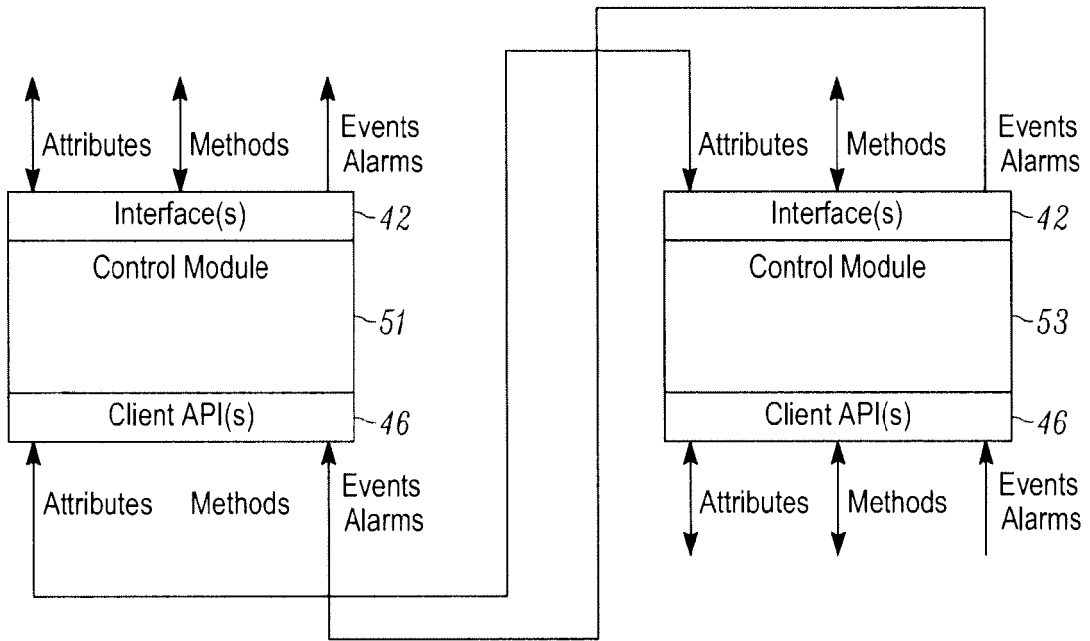 Attributes
Methods
Events
Alarms
Interface(s)
42
Control Module
51
Client API(s)
46
Attributes
Methods
Events
Alarms
Attributes
Methods
Events
Alarms
Interface(s)
42
Control Module
53
Client API(s)
46
Attributes
Methods
Events
Alarms